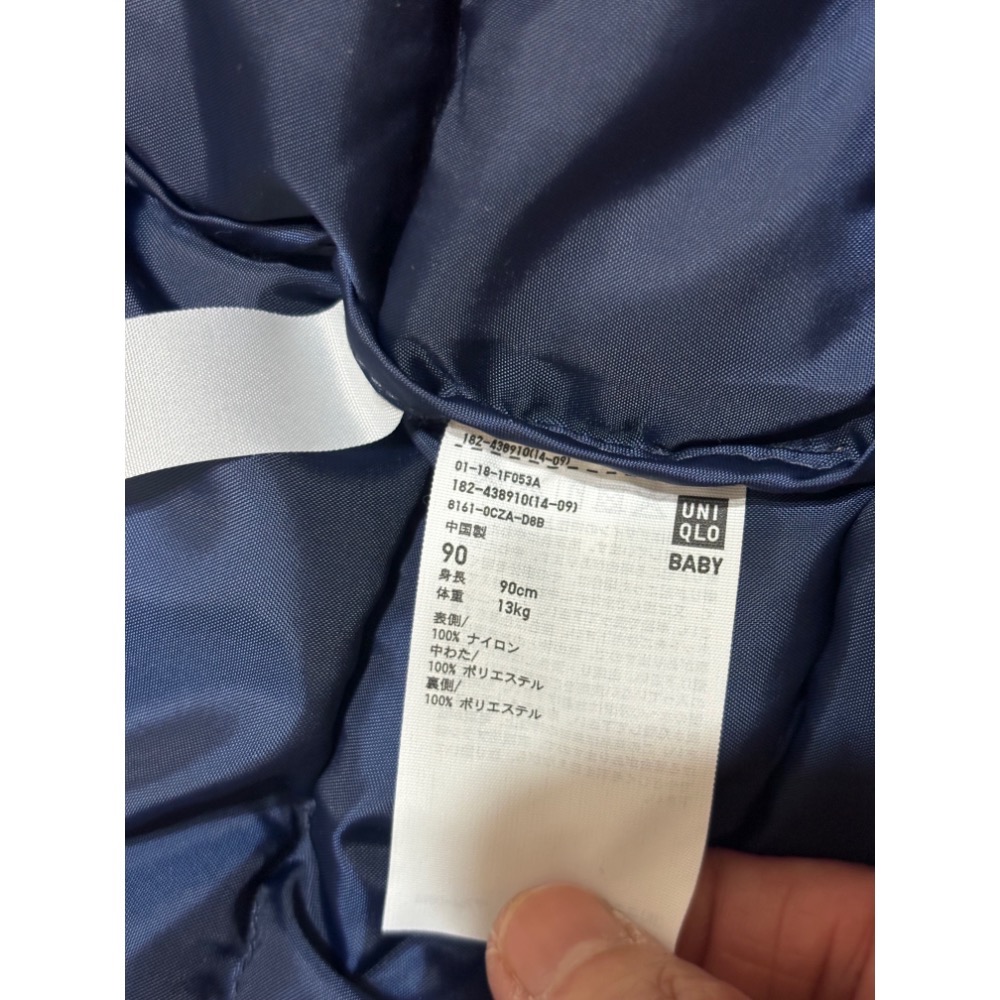 182-438910(14-09)
01-18-1F053A
182-438910(14-09)
8161-0CZA-D8B
中国製
90
身長 90cm
体重 13kg
表側/
100% ナイロン
中わた/
100% ポリエステル
裏側/
100% ポリエステル
UNI
QLO
BABY